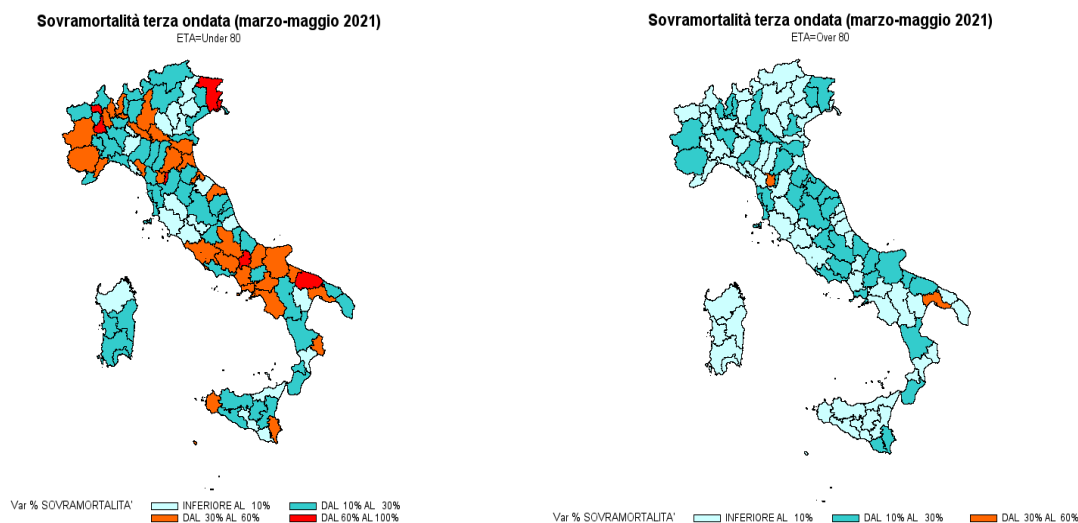 Sovramortalità terza ondata (marzo-maggio 2021)
ETA=Under 80
Var % SOVRAMORTALITA'
INFERIORE AL 10%
DAL 10% AL 30%
DAL 30% AL 60%
DAL 60% AL 100%
Sovramortalità terza ondata (marzo-maggio 2021)
ETA=Over 80
Var % SOVRAMORTALITA'
INFERIORE AL 10%
DAL 10% AL 30%
DAL 30% AL 60%